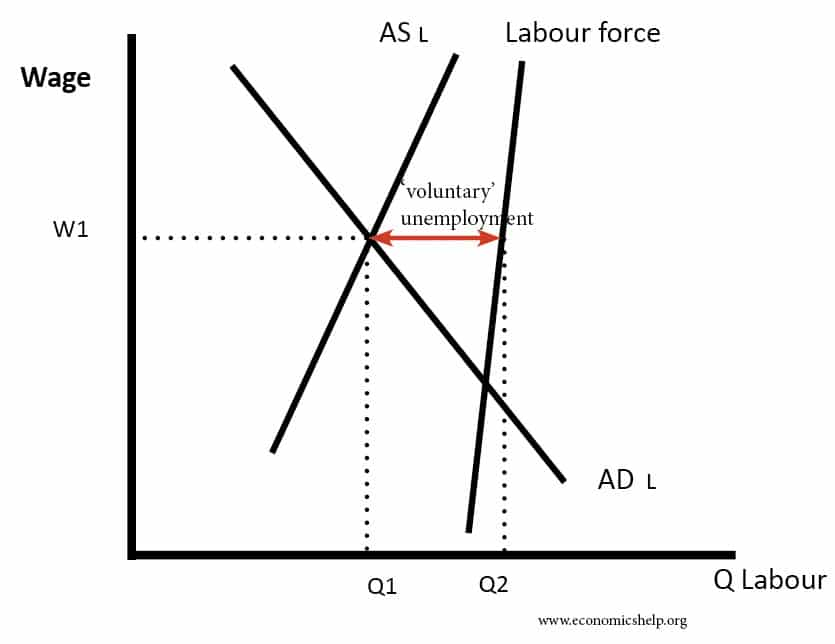 AS L
Labour force
Wage
'voluntary'
unemployment
W1
AD L
Q1
Q2
Q Labour
www.economicshelp.org